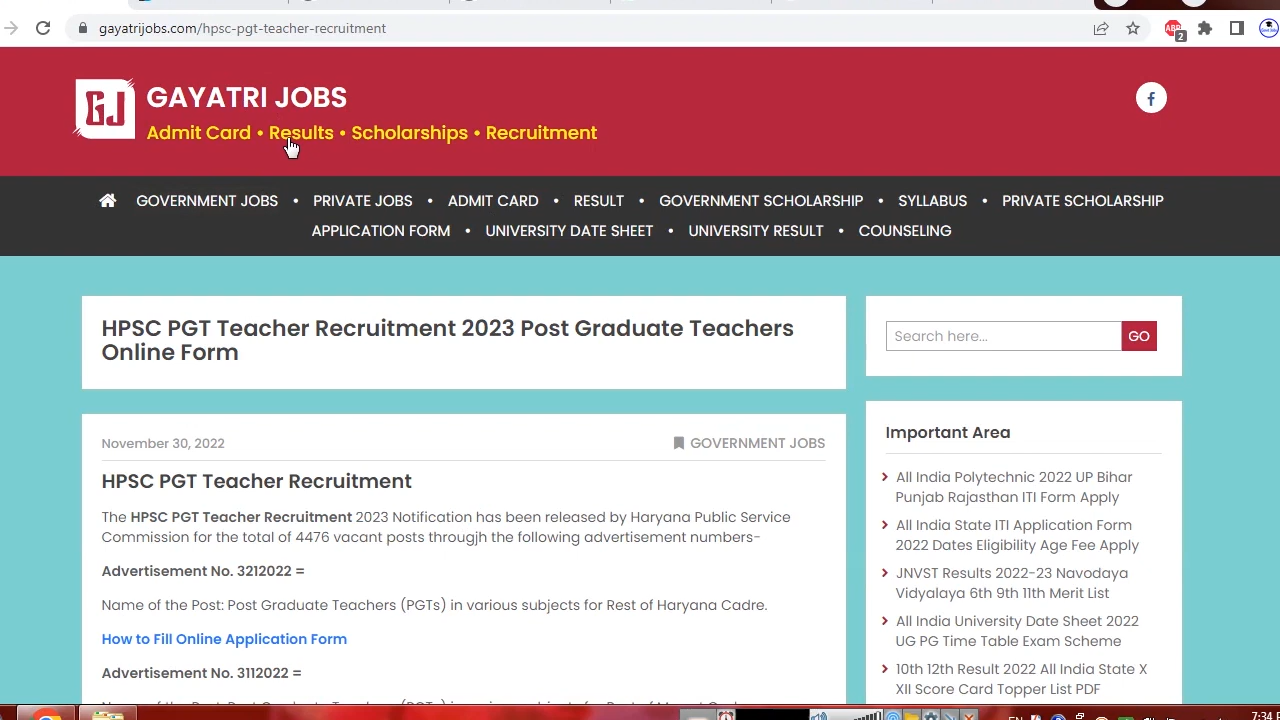 gayatrijobs.com/hpsc-pgt-teacher-recruitment
ABP
2
GJ
GAYATRI JOBS
Admit Card • Results • Scholarships • Recruitment
GOVERNMENT JOBS • PRIVATE JOBS • ADMIT CARD • RESULT • GOVERNMENT SCHOLARSHIP • SYLLABUS • PRIVATE SCHOLARSHIP
APPLICATION FORM • UNIVERSITY DATE SHEET • UNIVERSITY RESULT • COUNSELING
HPSC PGT Teacher Recruitment 2023 Post Graduate Teachers
Online Form
November 30, 2022
GOVERNMENT JOBS
HPSC PGT Teacher Recruitment
The HPSC PGT Teacher Recruitment 2023 Notification has been released by Haryana Public Service
Commission for the total of 4476 vacant posts througjh the following advertisement numbers-
Advertisement No. 3212022 =
Name of the Post: Post Graduate Teachers (PGTs) in various subjects for Rest of Haryana Cadre.
How to Fill Online Application Form
Advertisement No. 3112022 =
Search here...
GO
Important Area
All India Polytechnic 2022 UP Bihar
Punjab Rajasthan ITI Form Apply
All India State ITI Application Form
2022 Dates Eligibility Age Fee Apply
JNVST Results 2022-23 Navodaya
Vidyalaya 6th 9th 11th Merit List
All India University Date Sheet 2022
UG PG Time Table Exam Scheme
10th 12th Result 2022 All India State X
XII Score Card Topper List PDF
EN
7:34